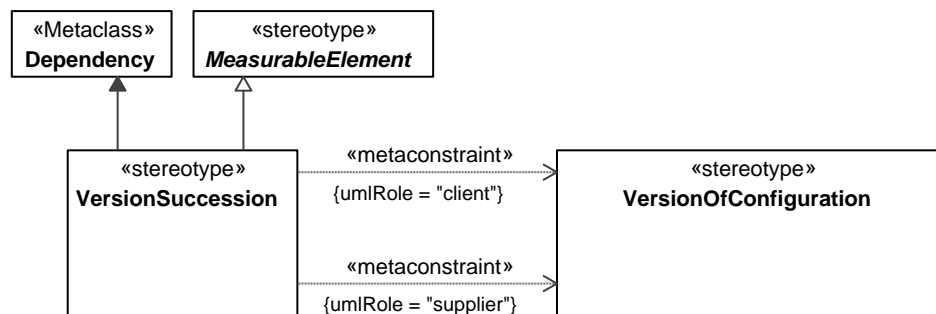 «Metaclass»
Dependency
«stereotype»
MeasurableElement
«stereotype»
VersionSuccession
«metaconstraint»
{umlRole = "client"}
«metaconstraint»
{umlRole = "supplier"}
«stereotype»
VersionOfConfiguration